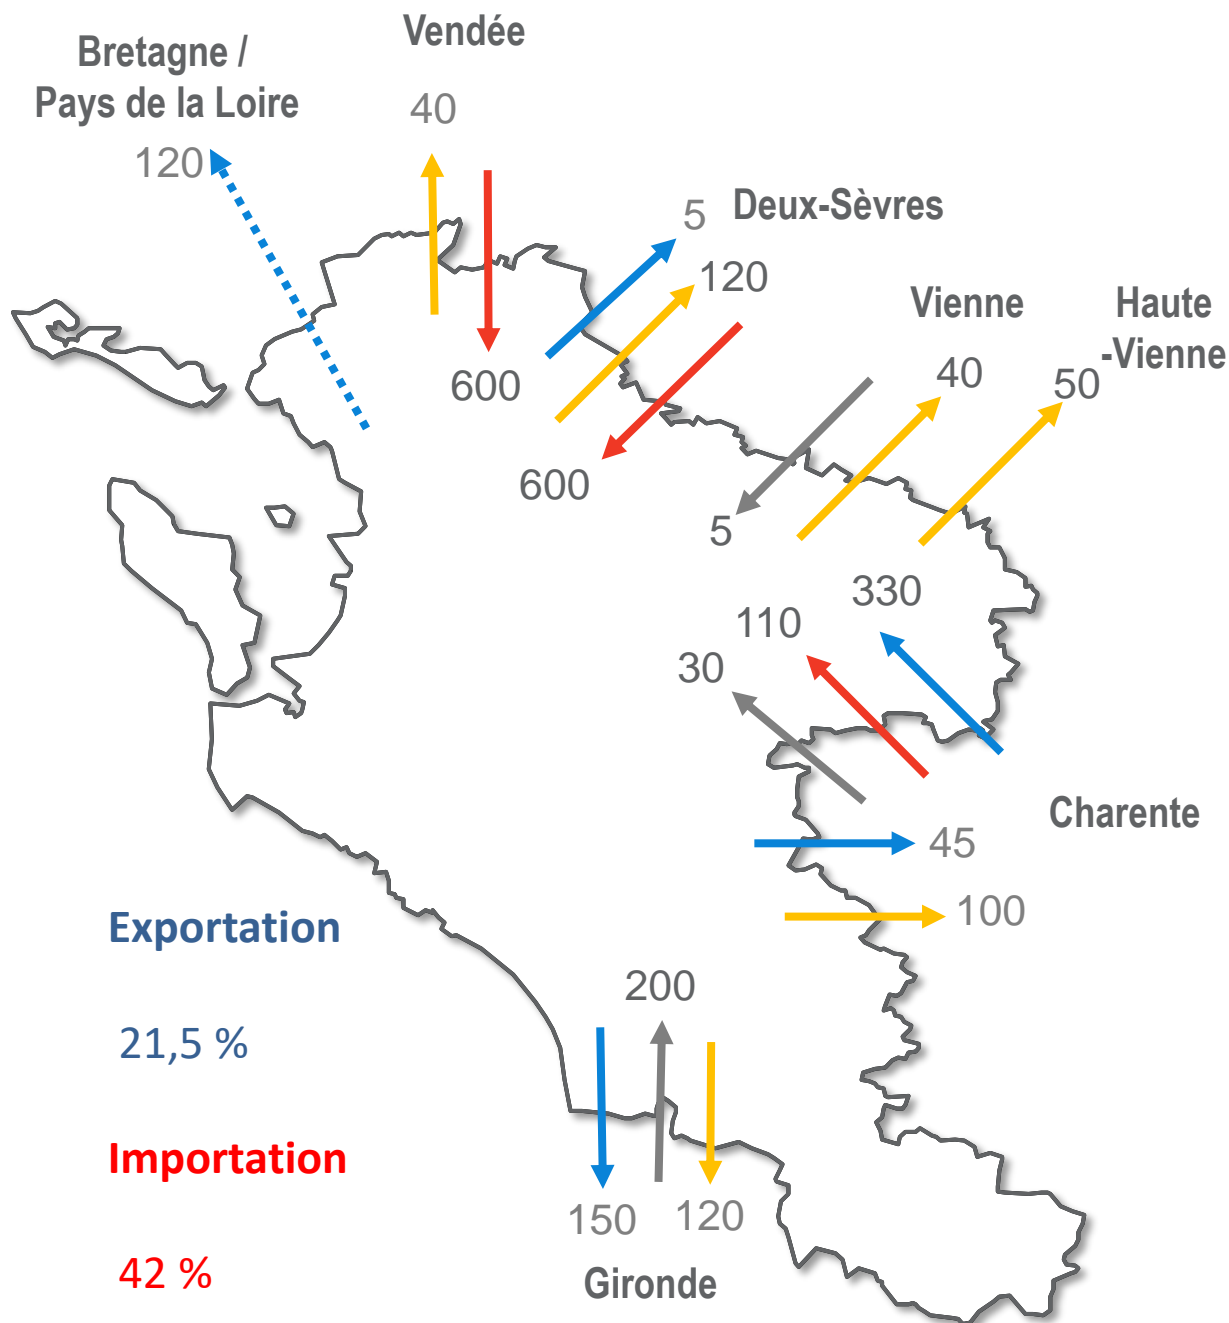 Vendée
Bretagne /
Pays de la Loire
40
120
5
Deux-Sèvres
120
Vienne
Haute
-Vienne
40
50
600
600
5
330
110
30
Charente
45
100
Exportation
21,5 %
200
Importation
150
120
42 %
Gironde